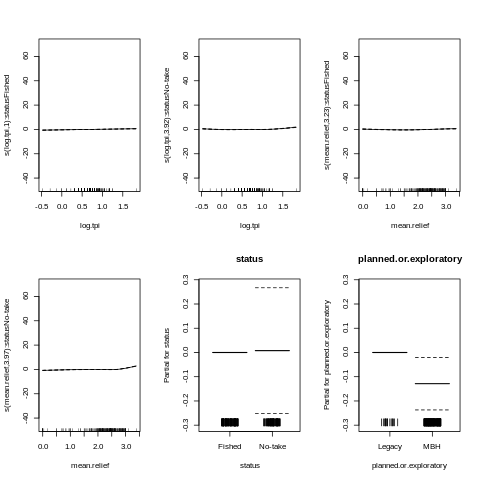 s(log.tpi,1):statusFished
60
40
20
0
-20
-40
-0.5 0.0 0.5 1.0 1.5
log.tpi
s(log.tpi,3.92):statusNo-take
60
40
20
0
-20
-40
-0.5 0.0 0.5 1.0 1.5
log.tpi
s(mean.relief,3.23):statusFished
60
40
20
0
-20
-40
0.0 1.0 2.0 3.0
mean.relief
s(mean.relief,3.97):statusNo-take
60
40
20
0
-20
-40
0.0 1.0 2.0 3.0
mean.relief
status
Partial for status
0.3
0.2
0.1
0.0
-0.1
-0.2
-0.3
Fished No-take
status
planned.or.exploratory
Partial for planned.or.exploratory
0.3
0.2
0.1
0.0
-0.1
-0.2
-0.3
Legacy MBH
planned.or.exploratory